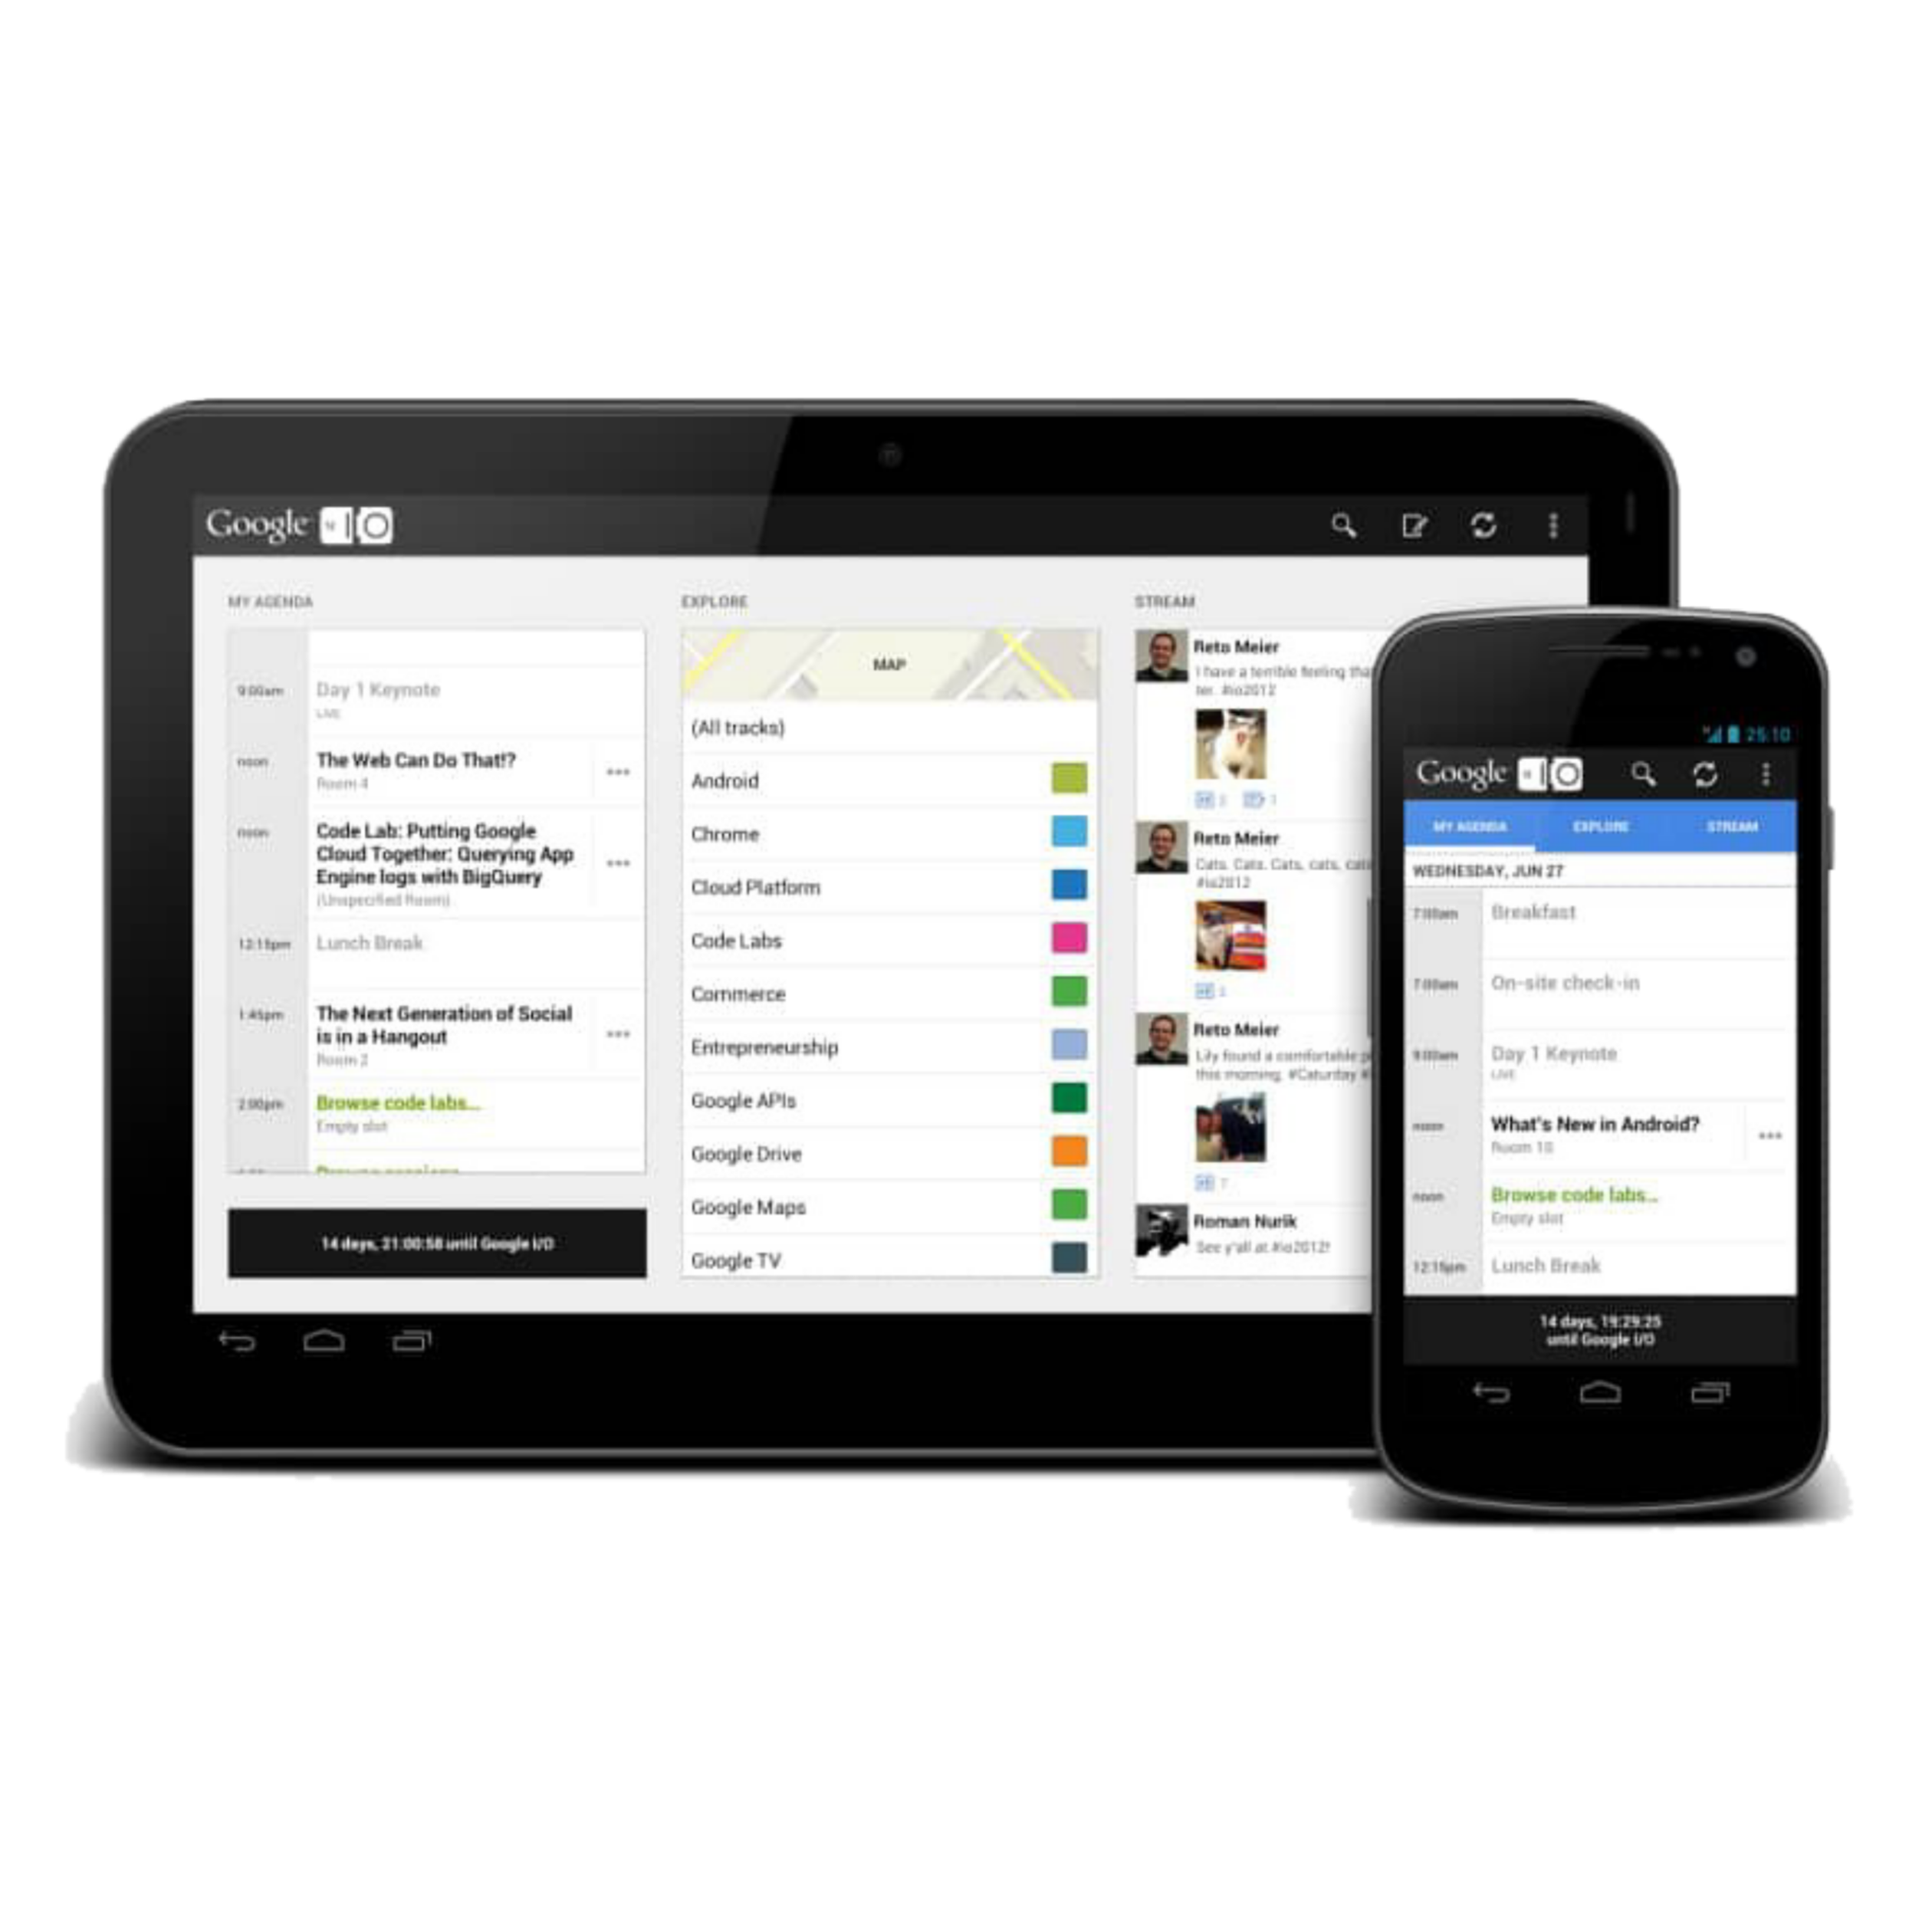 Google I/O
MY AGENDA
9:00am
Day 1 Keynote
LIVE
noon
The Web Can Do That!?
Room 4
noon
Code Lab: Putting Google
Cloud Together: Querying App
Engine logs with BigQuery
(Unspecified Room)
12:15pm
Lunch Break
1:45pm
The Next Generation of Social
is in a Hangout
Room 2
2:00pm
Browse code labs...
Empty slot
14 days, 21:00:58 until Google I/O
EXPLORE
MAP
(All tracks)
Android
Chrome
Cloud Platform
Code Labs
Commerce
Entrepreneurship
Google APIs
Google Drive
Google Maps
Google TV
STREAM
Reto Meier
I have a terrible feeling tha
ter. #io2012
Reto Meier
Cats. Cats. Cats, cats, cat
#io2012
Reto Meier
Lily found a comfortable p
this morning. #Caturday #
7
Roman Nurik
See y'all at #io2012!
25:10
Google I/O
MY AGENDA
EXPLORE
STREAM
WEDNESDAY, JUN 27
7:00am
Breakfast
7:00am
On-site check-in
9:00am
Day 1 Keynote
LIVE
noon
What's New in Android?
Room 10
noon
Browse code labs...
Empty slot
12:15pm
Lunch Break
14 days, 19:29:25
until Google I/O